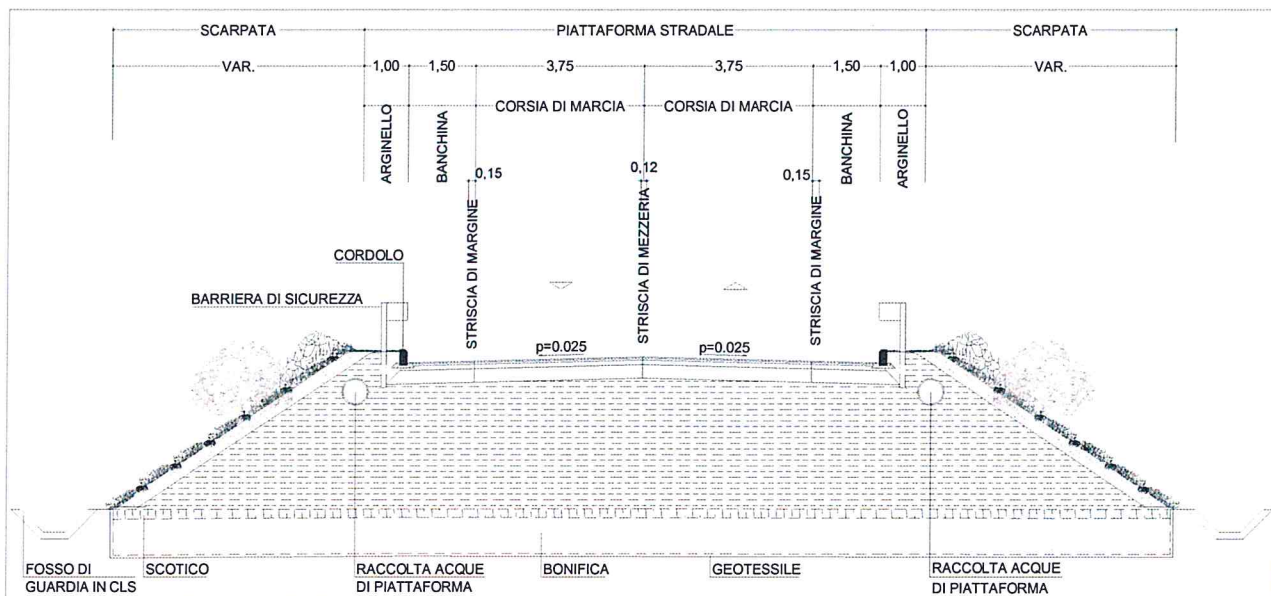 SCARPATA PIATTAFORMA STRADALE SCARPATA
VAR. 1,00 1,50 3,75 3,75 1,50 1,00 VAR.
CORSIA DI MARCIA CORSIA DI MARCIA
ARGINELLO
BANCHINA
BANCHINA
ARGINELLO
0,15 0,12 0,15
STRISCIA DI MARGINE
STRISCIA DI MEZZERIA
STRISCIA DI MARGINE
CORDOLO
BARRIERA DI SICUREZZA
p=0.025 p=0.025
FOSSO DI
GUARDIA IN CLS
SCOTICO
RACCOLTA ACQUE
DI PIATTAFORMA
BONIFICA
GEOTESSILE
RACCOLTA ACQUE
DI PIATTAFORMA